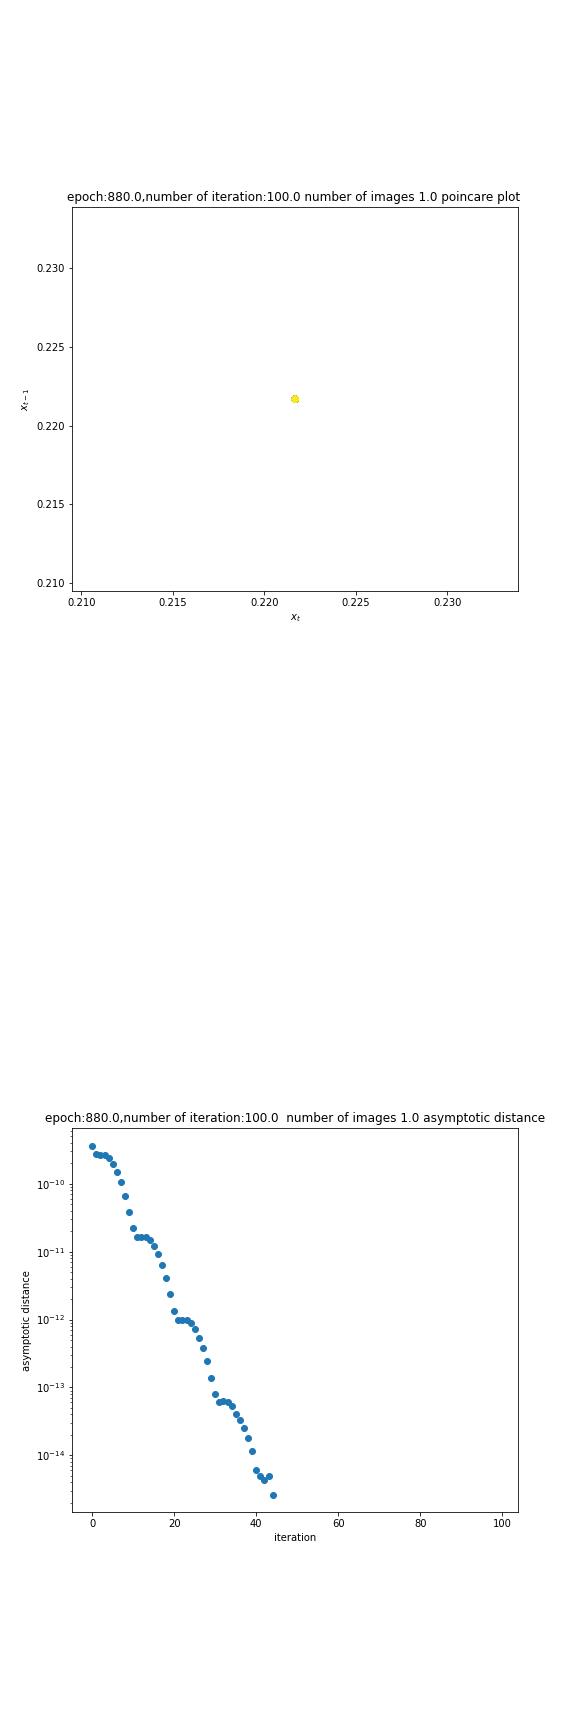 epoch:880.0,number of iteration:100.0 number of images 1.0 poincare plot
0.230
0.225
0.220
0.215
0.210
x_{t-1}
0.210 0.215 0.220 0.225 0.230
x_t
epoch:880.0,number of iteration:100.0  number of images 1.0 asymptotic distance
10^{-10}
10^{-11}
10^{-12}
10^{-13}
10^{-14}
asymptotic distance
0 20 40 60 80 100
iteration